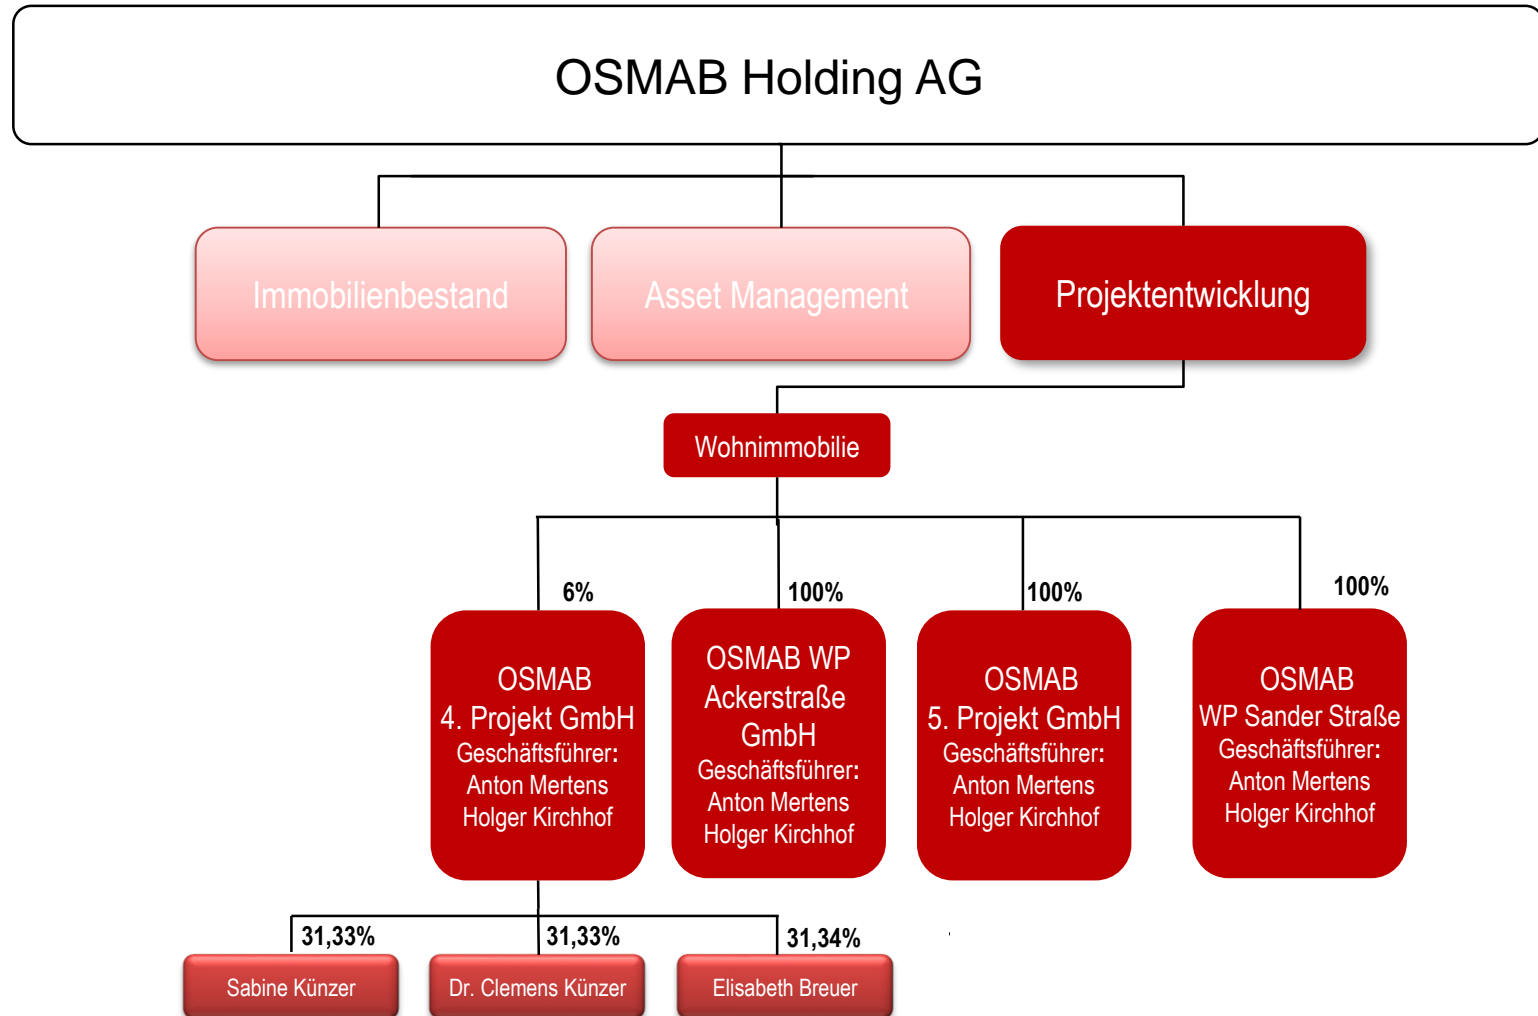 OSMAB Holding AG
Immobilienbestand
Asset Management
Projektentwicklung
Wohnimmobilie
6%
100%
100%
100%
OSMAB
4. Projekt GmbH
Geschäftsführer:
Anton Mertens
Holger Kirchhof
OSMAB WP
Ackerstraße
GmbH
Geschäftsführer:
Anton Mertens
Holger Kirchhof
OSMAB
5. Projekt GmbH
Geschäftsführer:
Anton Mertens
Holger Kirchhof
OSMAB
WP Sander Straße
Geschäftsführer:
Anton Mertens
Holger Kirchhof
31,33%
31,33%
31,34%
Sabine Künzer
Dr. Clemens Künzer
Elisabeth Breuer